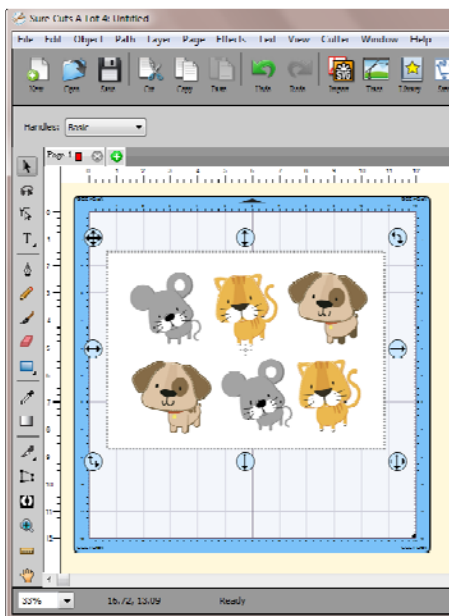 Sure Cuts A Lot 4: Untitled
File Edit Object Path Layer Page Effects Text View Cutter Window Help
New Open Save Cut Copy Paste Undo Redo Import Trace Library
Handles: Basic
Page 1
0 1 2 3 4 5 6 7 8 9 10 11 12
33% 16.72, 13.09 Ready